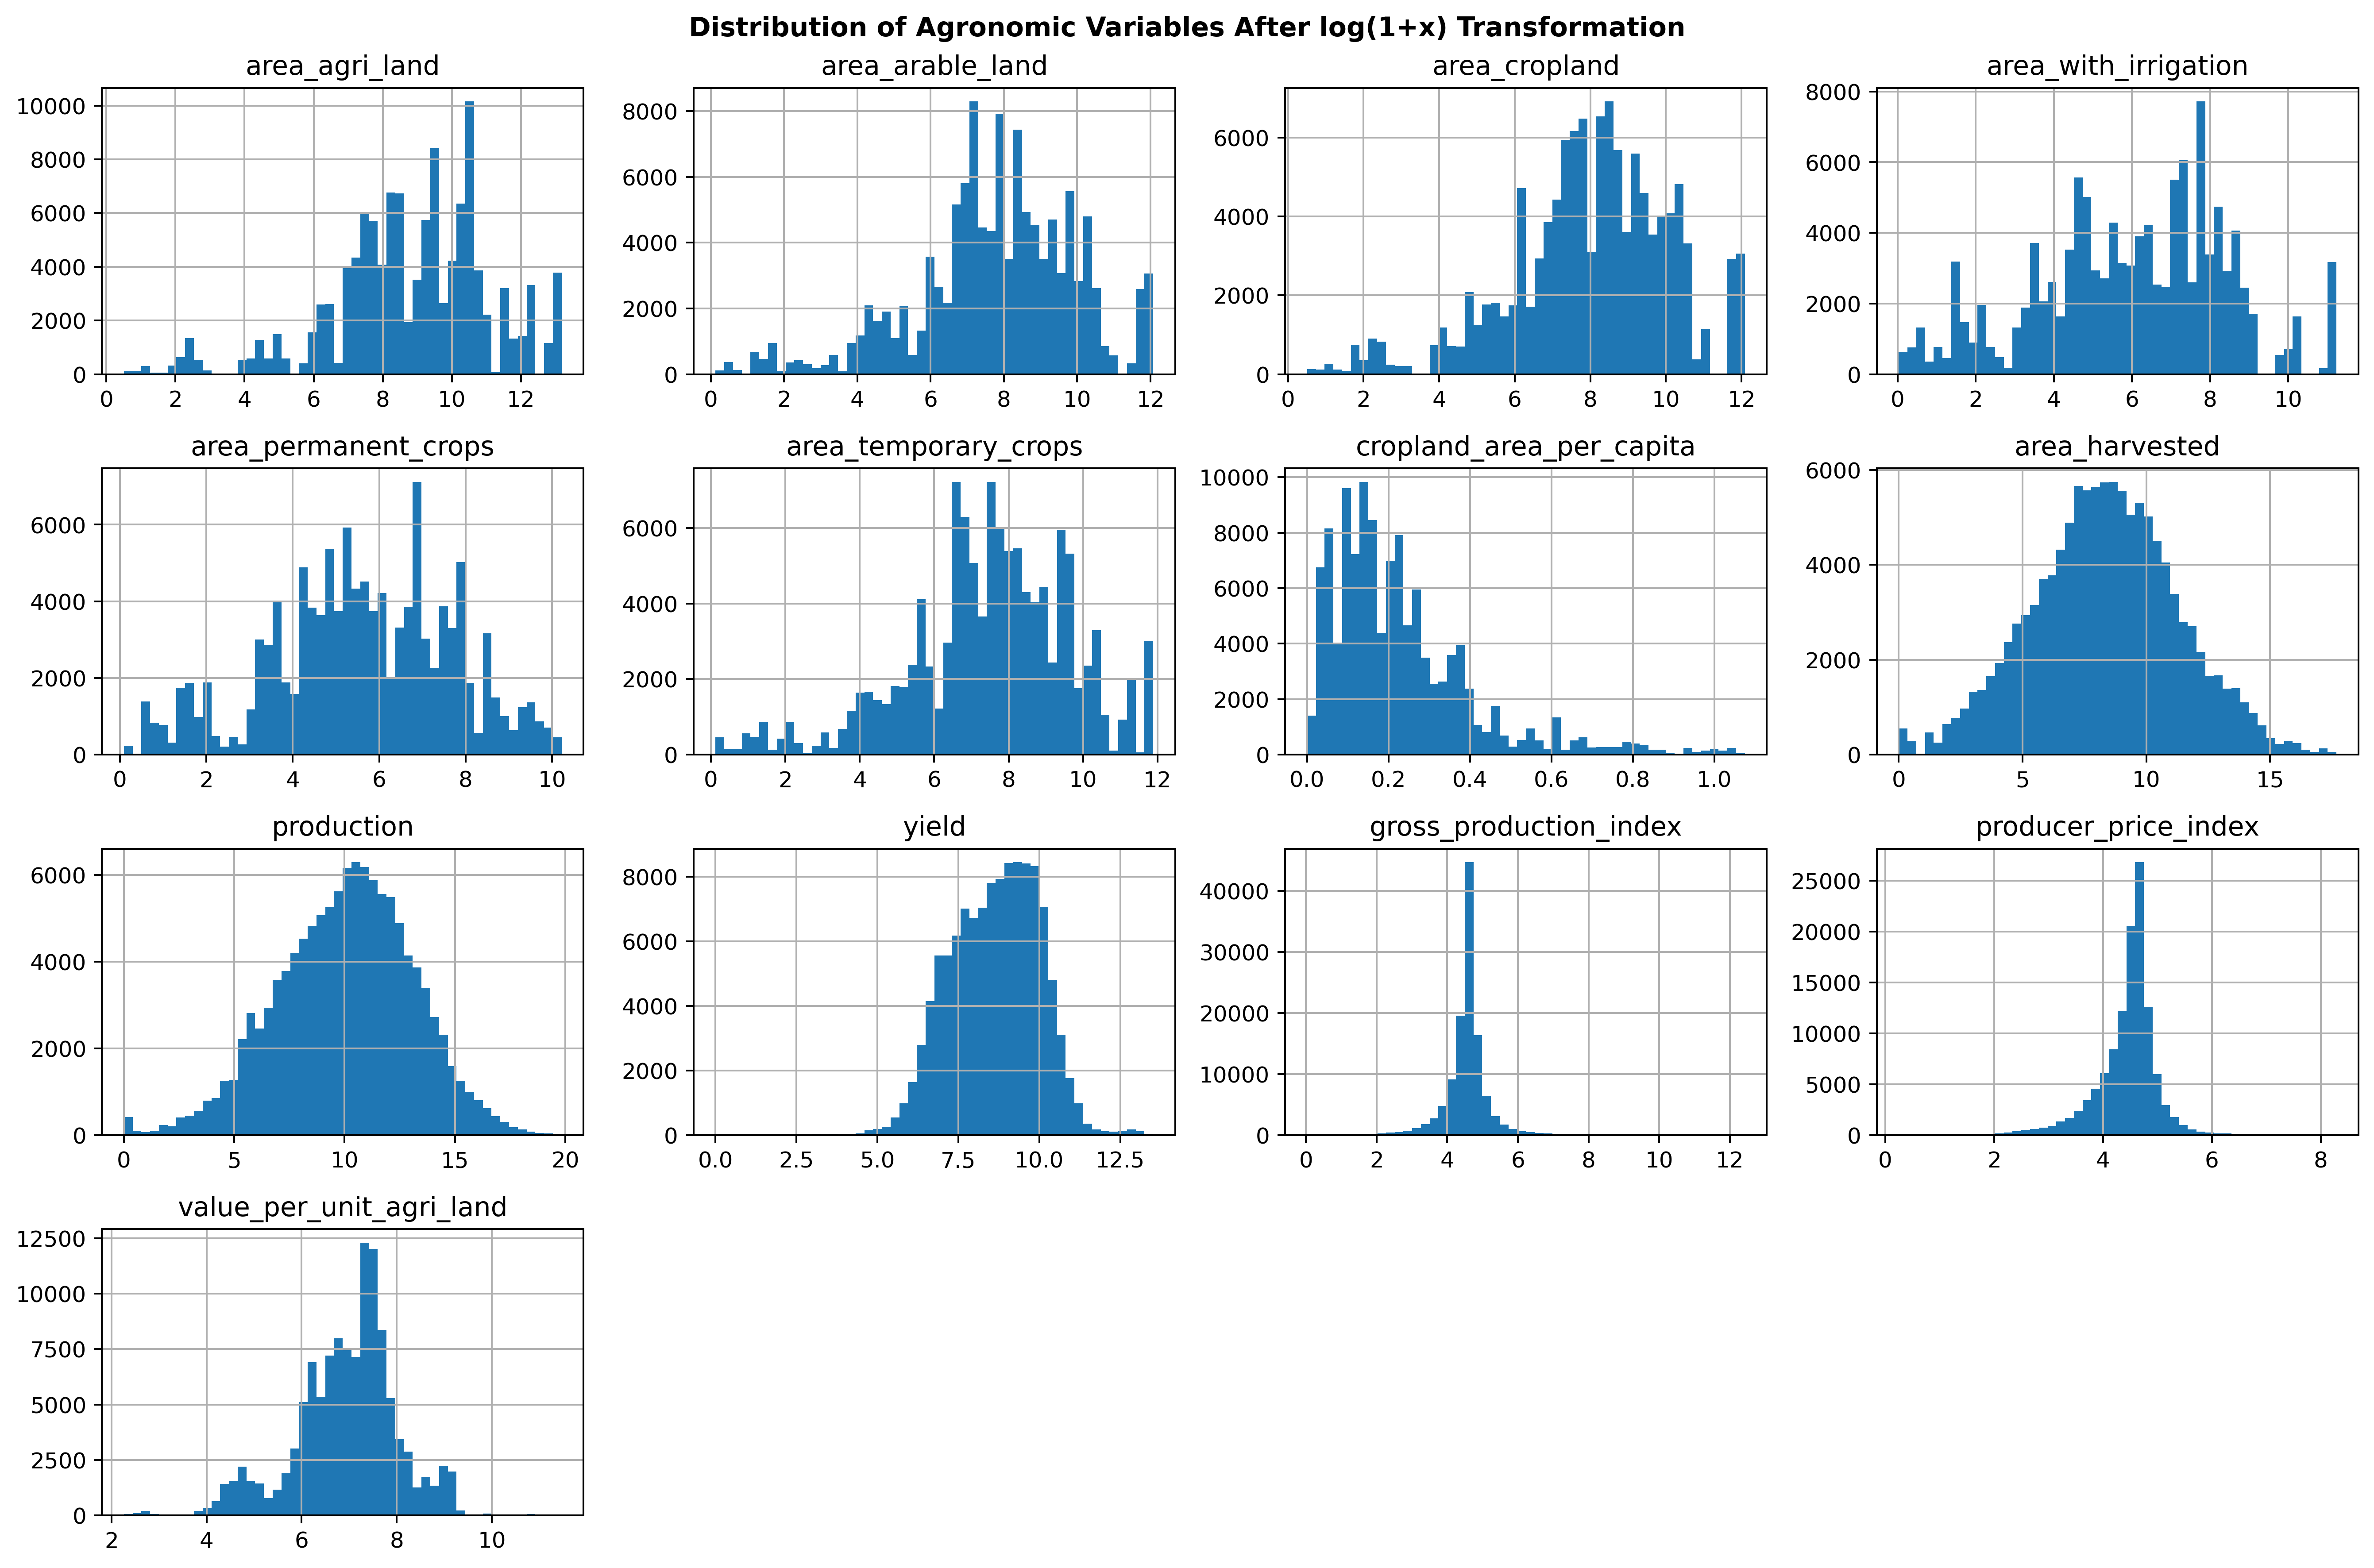 Distribution of Agronomic Variables After log(1+x) Transformation
area_agri_land
10000
8000
6000
4000
2000
0
0 2 4 6 8 10 12
area_arable_land
8000
6000
4000
2000
0
0 2 4 6 8 10 12
area_cropland
6000
4000
2000
0
0 2 4 6 8 10 12
area_with_irrigation
8000
6000
4000
2000
0
0 2 4 6 8 10
area_permanent_crops
6000
4000
2000
0
0 2 4 6 8 10
area_temporary_crops
6000
4000
2000
0
0 2 4 6 8 10 12
cropland_area_per_capita
10000
8000
6000
4000
2000
0
0.0 0.2 0.4 0.6 0.8 1.0
area_harvested
6000
4000
2000
0
0 5 10 15
production
6000
4000
2000
0
0 5 10 15 20
yield
8000
6000
4000
2000
0
0.0 2.5 5.0 7.5 10.0 12.5
gross_production_index
40000
30000
20000
10000
0
0 2 4 6 8 10 12
producer_price_index
25000
20000
15000
10000
5000
0
0 2 4 6 8
value_per_unit_agri_land
12500
10000
7500
5000
2500
0
2 4 6 8 10